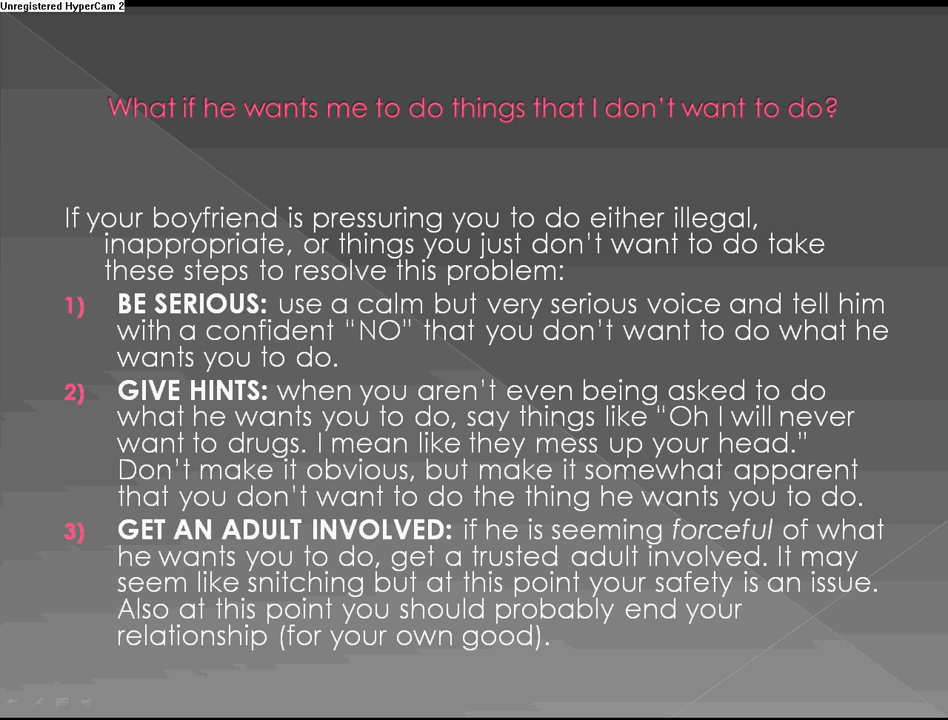 Unregistered HyperCam 2
What if he wants me to do things that I don't want to do?
If your boyfriend is pressuring you to do either illegal,
inappropriate, or things you just don't want to do take
these steps to resolve this problem:
1) BE SERIOUS: use a calm but very serious voice and tell him
with a confident "NO" that you don't want to do what he
wants you to do.
2) GIVE HINTS: when you aren't even being asked to do
what he wants you to do, say things like "Oh I will never
want to drugs. I mean like they mess up your head."
Don't make it obvious, but make it somewhat apparent
that you don't want to do the thing he wants you to do.
3) GET AN ADULT INVOLVED: if he is seeming forceful of what
he wants you to do, get a trusted adult involved. It may
seem like snitching but at this point your safety is an issue.
Also at this point you should probably end your
relationship (for your own good).